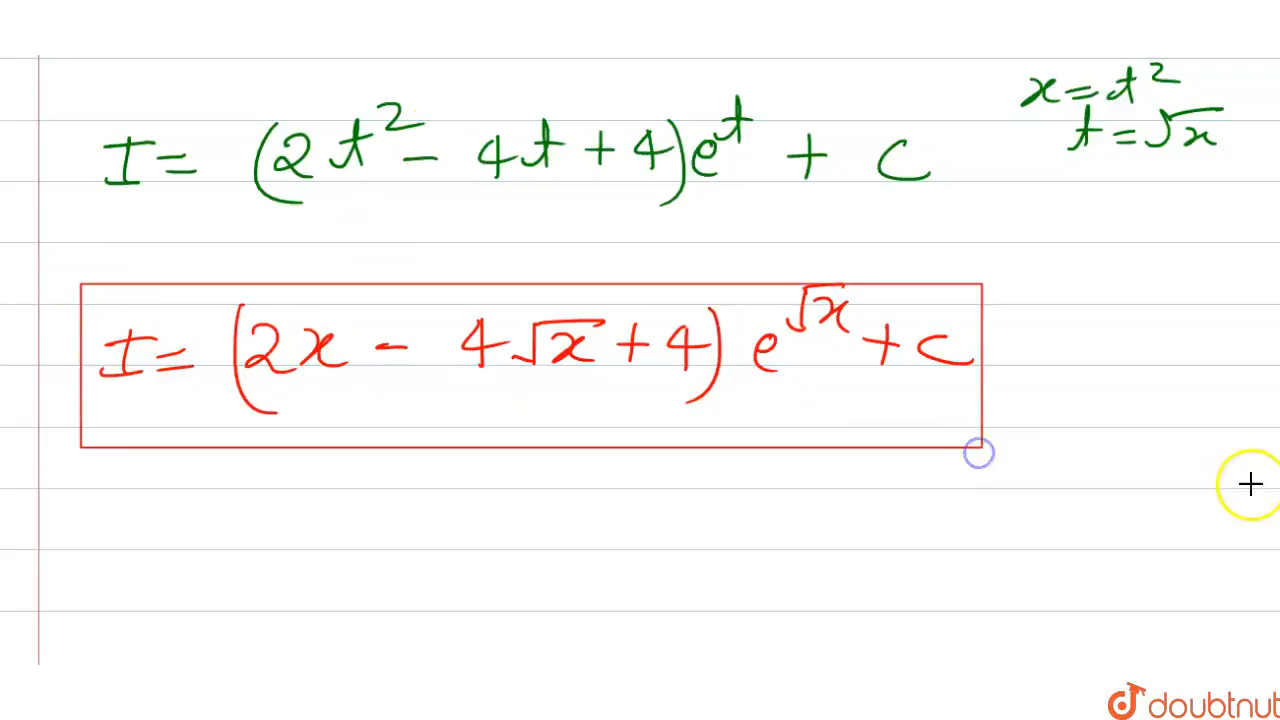 x = t²
t = √x
I = (2t² - 4t + 4)eᵗ + c
I = (2x - 4√x + 4) e^√x + c
doubtnut